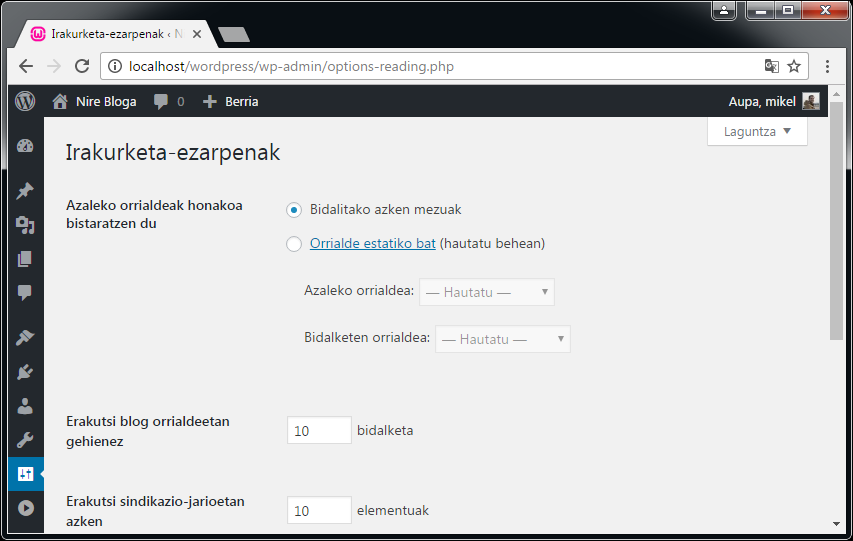 Irakurketa-ezarpenak ‹ N
localhost/wordpress/wp-admin/options-reading.php
Nire Bloga 0 Berria Aupa, mikel
Laguntza
Irakurketa-ezarpenak
Azaleko orrialdeak honakoa
bistaratzen du
Bidalitako azken mezuak
Orrialde estatiko bat (hautatu behean)
Azaleko orrialdea: — Hautatu —
Bidalketen orrialdea: — Hautatu —
Erakutsi blog orrialdeetan
gehienez
10 bidalketa
Erakutsi sindikazio-jarioetan
azken
10 elementuak